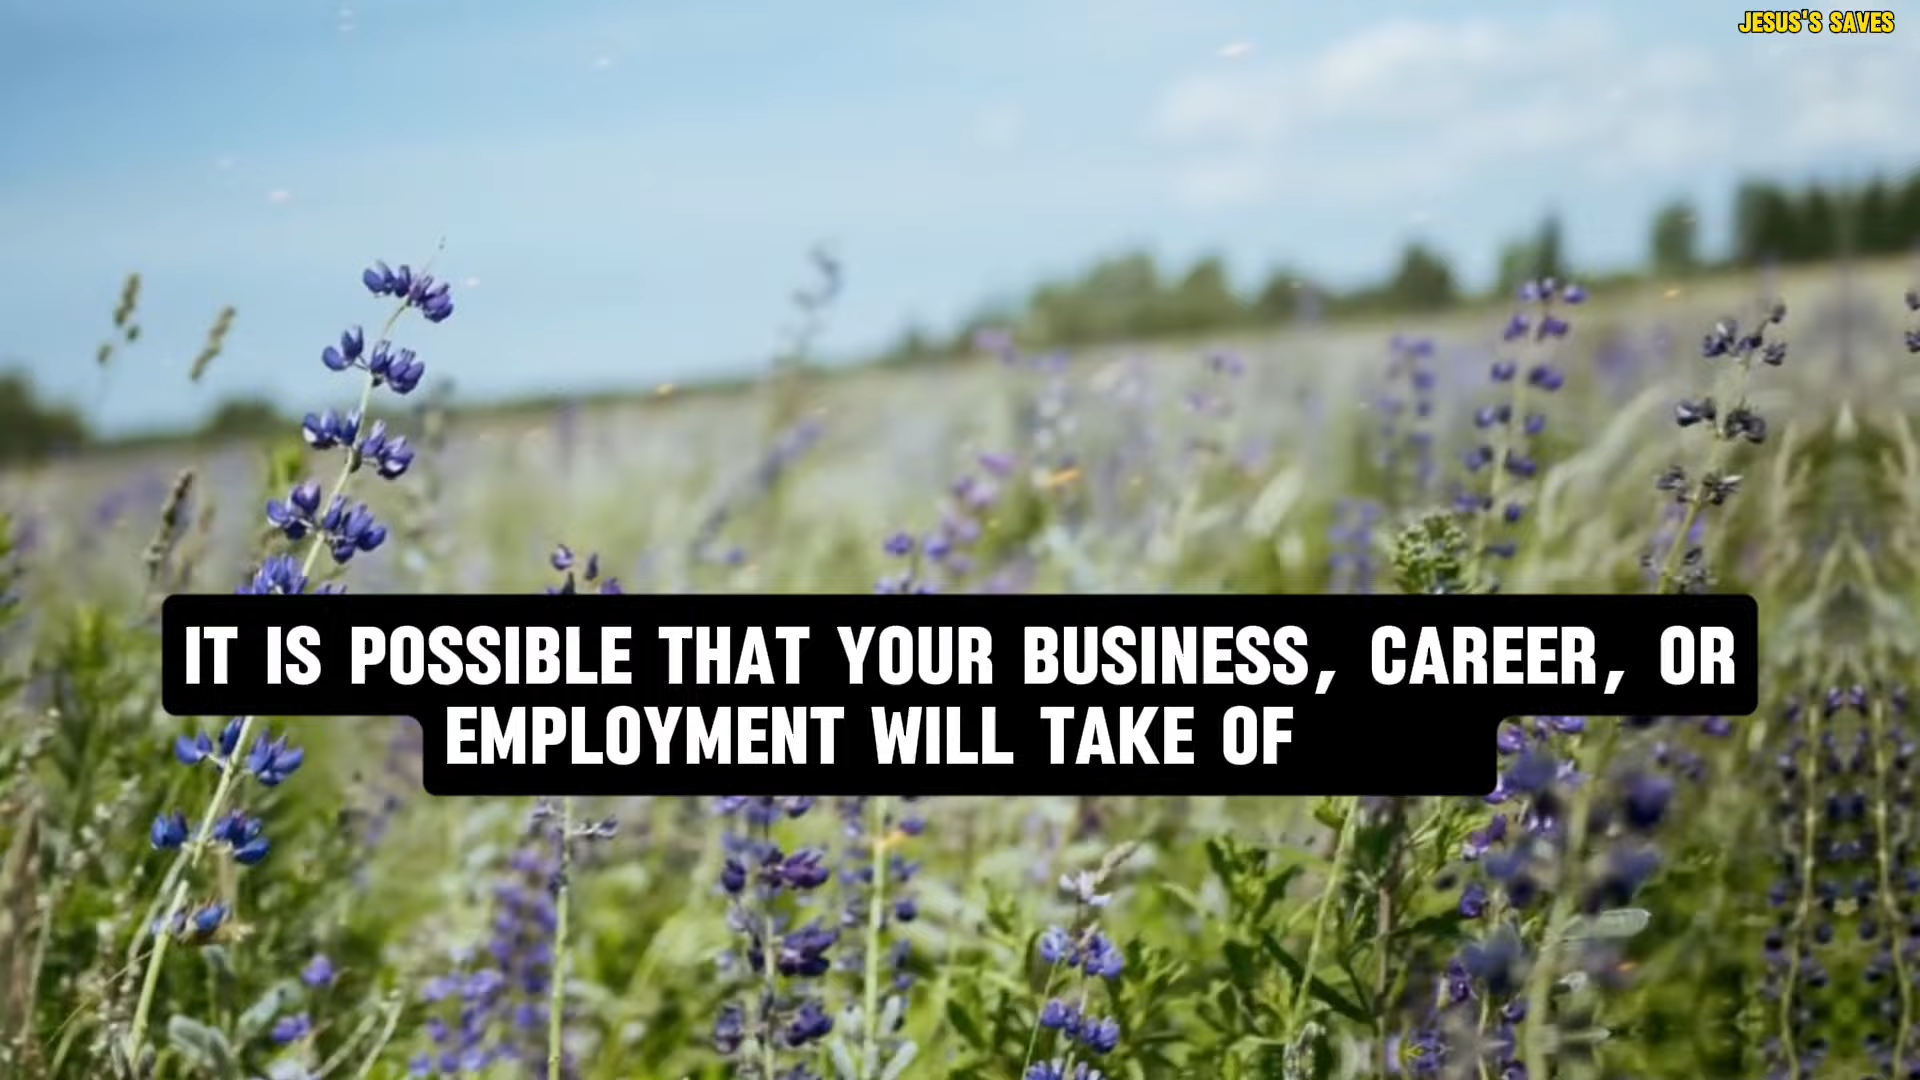 JESUS'S SAVES
IT IS POSSIBLE THAT YOUR BUSINESS, CAREER, OR
EMPLOYMENT WILL TAKE OF